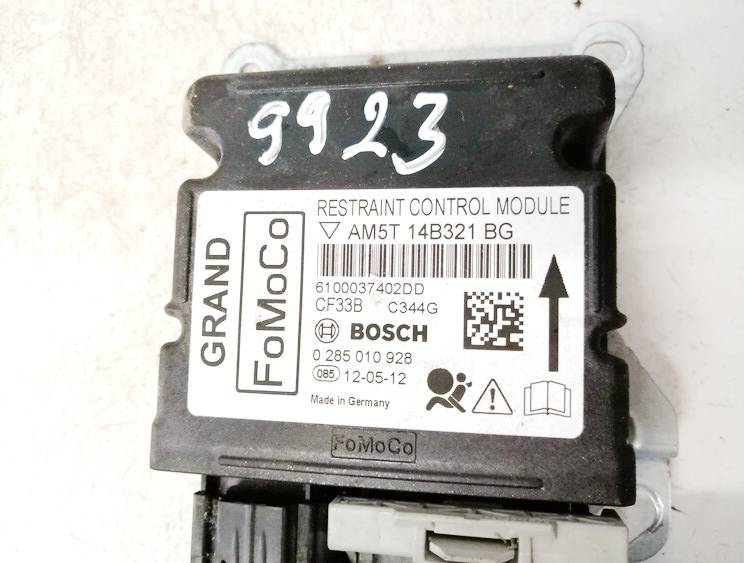 9923
RESTRAINT CONTROL MODULE
AM5T 14B321 BG
6100037402DD
CF33B C344G
BOSCH
0 285 010 928
085 12-05-12
Made in Germany
GRAND
FoMoCo
FoMoCo